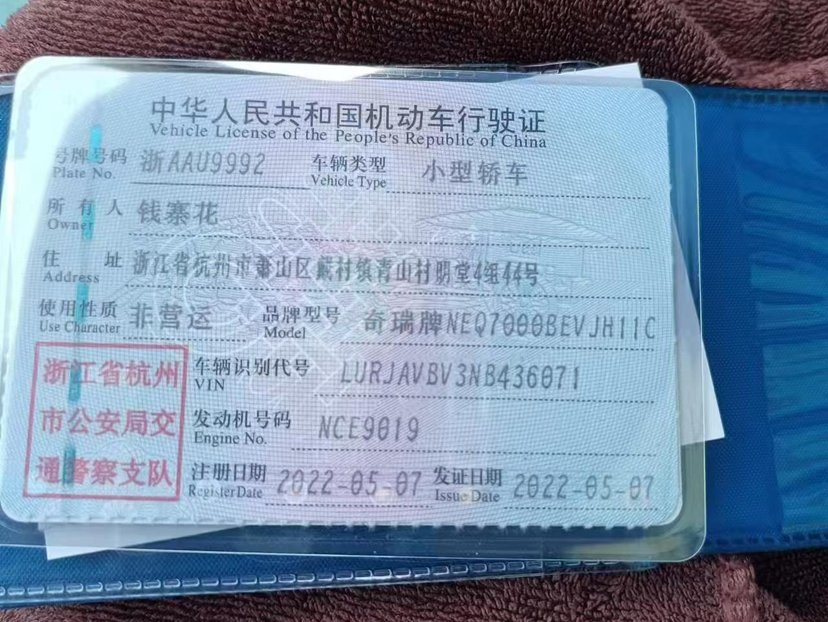 中华人民共和国机动车行驶证
Vehicle License of the People's Republic of China
号牌号码 浙AAU9992 车辆类型 小型轿车
Plate No. Vehicle Type
所有人 钱寨花
Owner
住址 浙江省杭州市萧山区戴村镇青山村明堂4组44号
Address
使用性质 非营运 品牌型号 奇瑞牌NEQ7000BEVJH11C
Use Character Model
浙江省杭州 车辆识别代号 LURJAVBV3NB436071
VIN
市公安局交 发动机号码 NCE9019
Engine No.
通警察支队 注册日期 2022-05-07 发证日期 2022-05-07
Register Date Issue Date